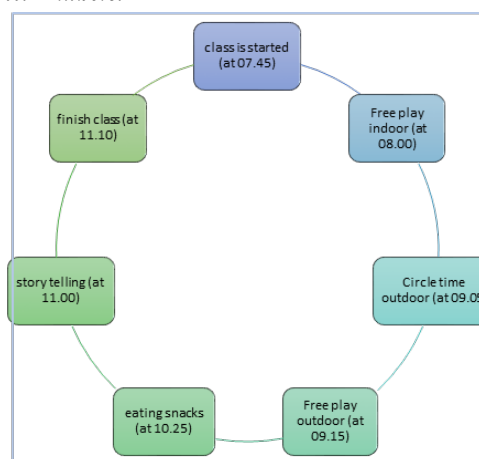 class is started
(at 07.45)
Free play
indoor (at
08.00)
Circle time
outdoor (at 09.05
Free play
outdoor (at
09.15)
eating snacks
(at 10.25)
story telling (at
11.00)
finish class (at
11.10)